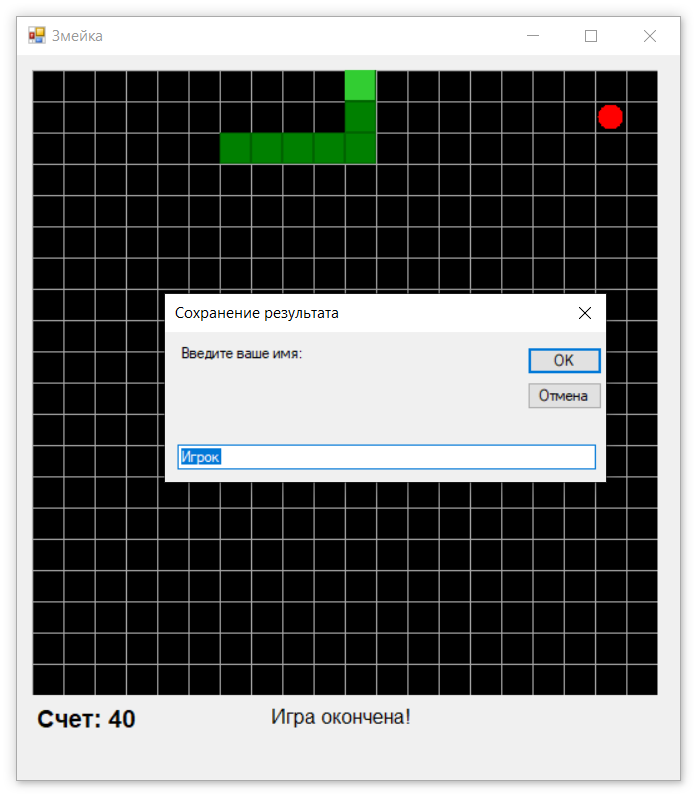 Змейка
Сохранение результата
Введите ваше имя:
OK
Отмена
Игрок
Счет: 40
Игра окончена!